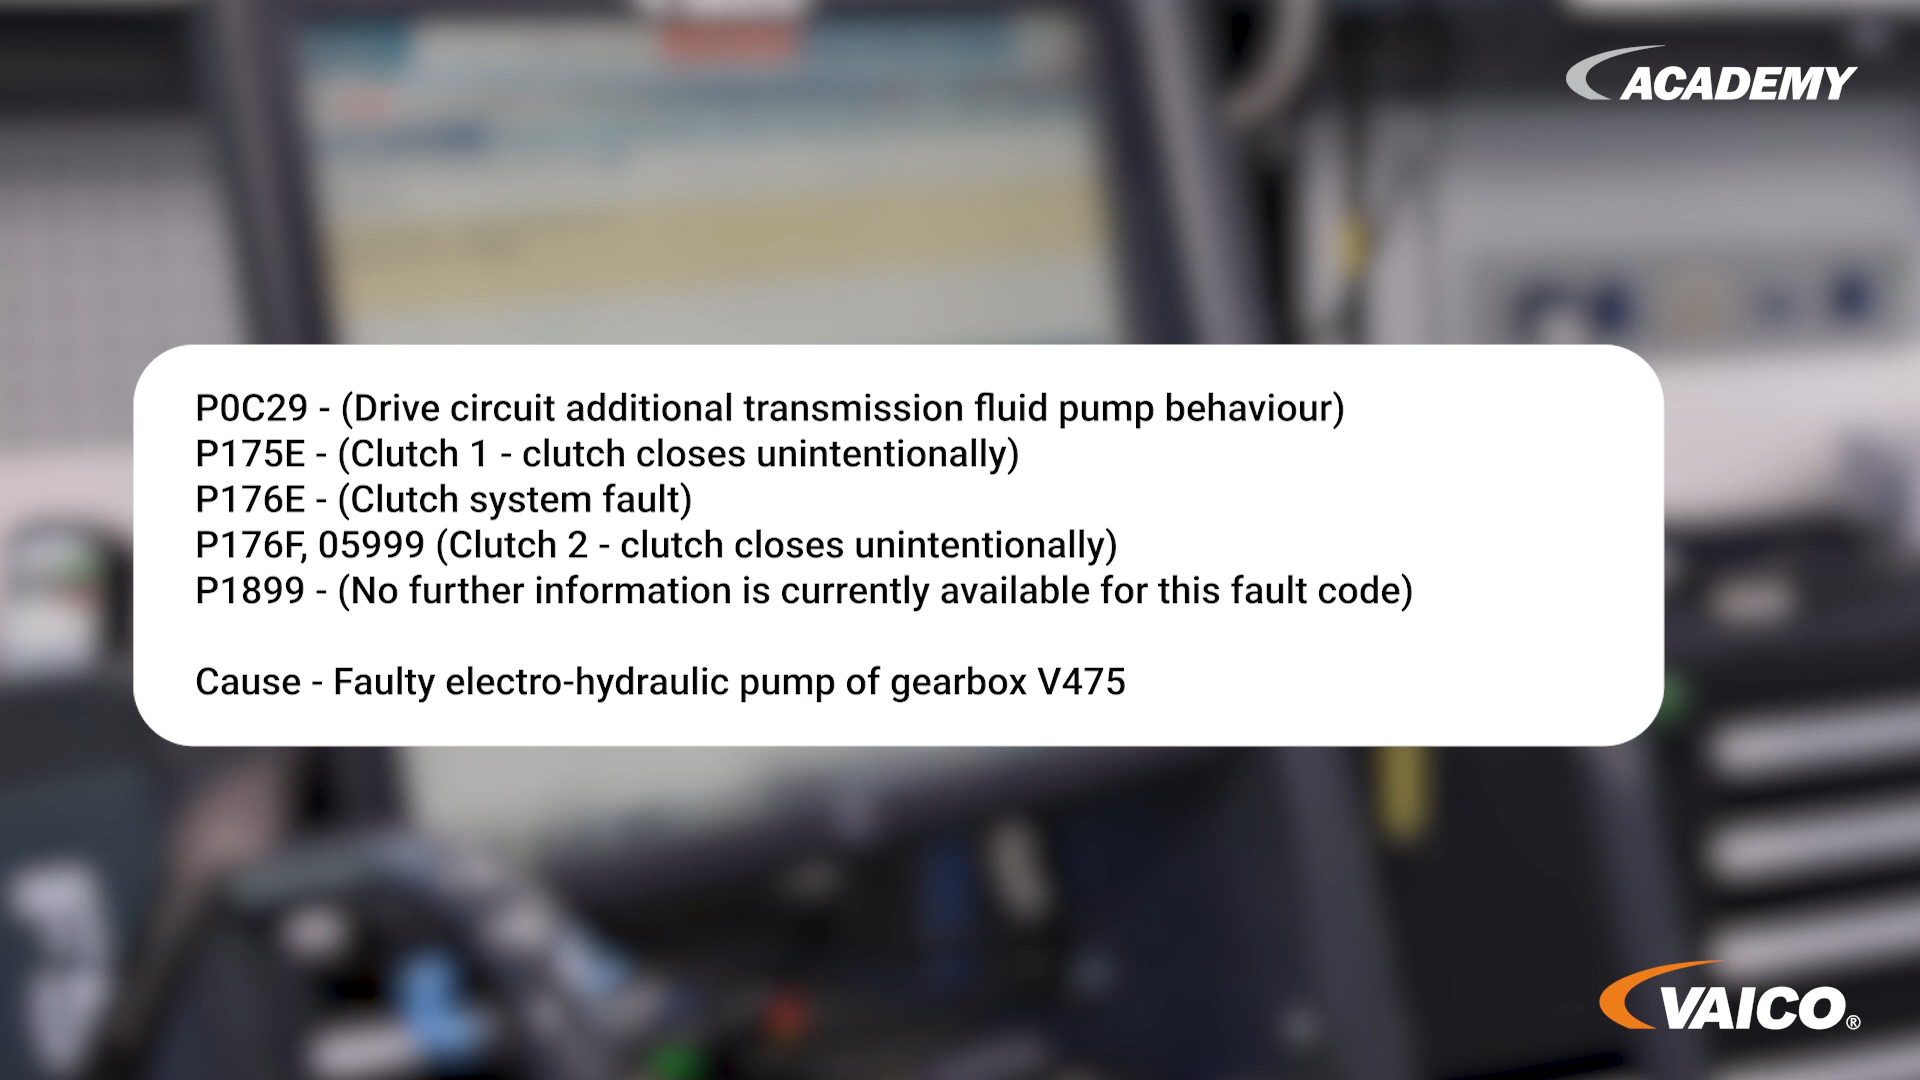 ACADEMY
P0C29 - (Drive circuit additional transmission fluid pump behaviour)
P175E - (Clutch 1 - clutch closes unintentionally)
P176E - (Clutch system fault)
P176F, 05999 (Clutch 2 - clutch closes unintentionally)
P1899 - (No further information is currently available for this fault code)
Cause - Faulty electro-hydraulic pump of gearbox V475
VAICO®